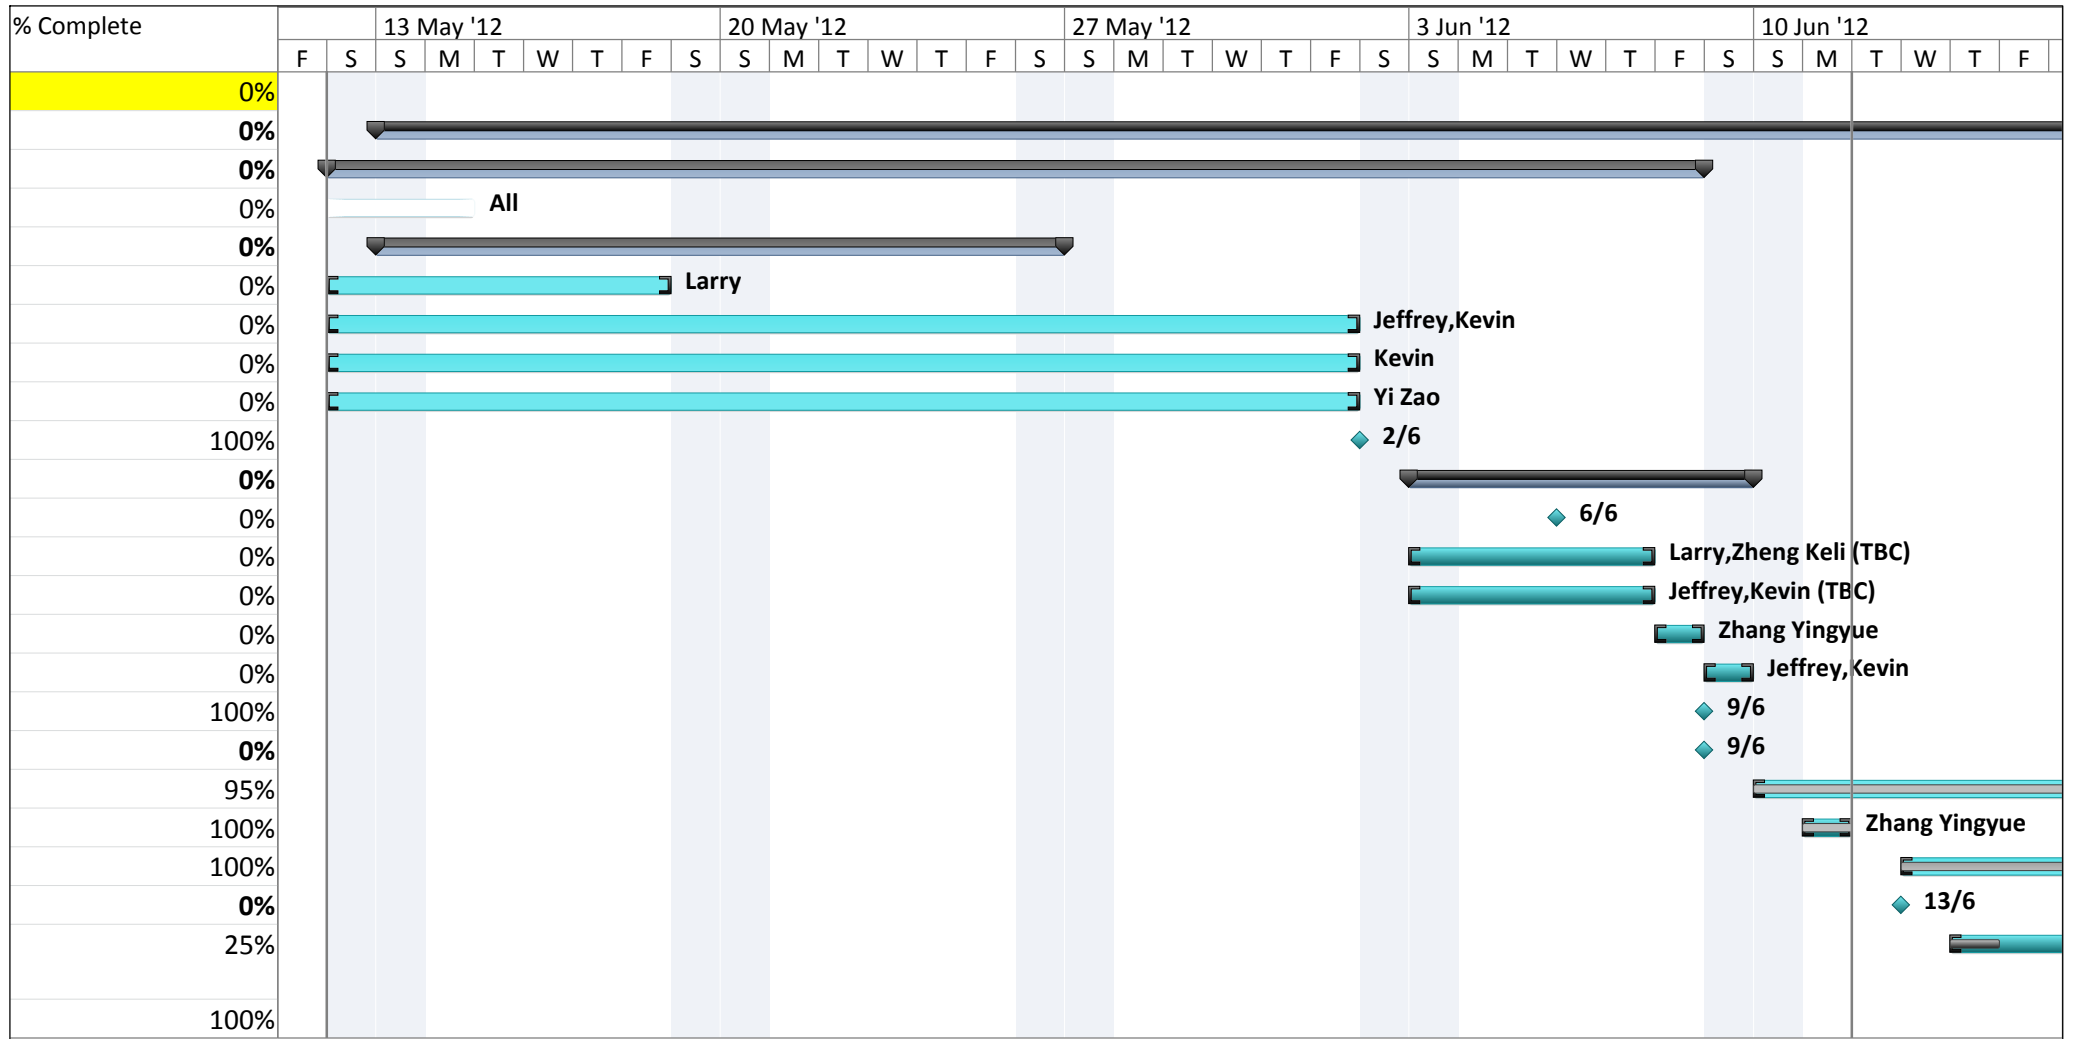 % Complete 13 May '12 20 May '12 27 May '12 3 Jun '12 10 Jun '12
F S S M T W T F S S M T W T F S S M T W T F S S M T W T F S S M T W T F
0%
0%
0%
0% All
0%
0% Larry
0% Jeffrey,Kevin
0% Kevin
0% Yi Zao
100% 2/6
0%
0% 6/6
0% Larry,Zheng Keli (TBC)
0% Jeffrey,Kevin (TBC)
0% Zhang Yingyue
0% Jeffrey,Kevin
100% 9/6
0% 9/6
95%
100% Zhang Yingyue
100%
0% 13/6
25%
100%